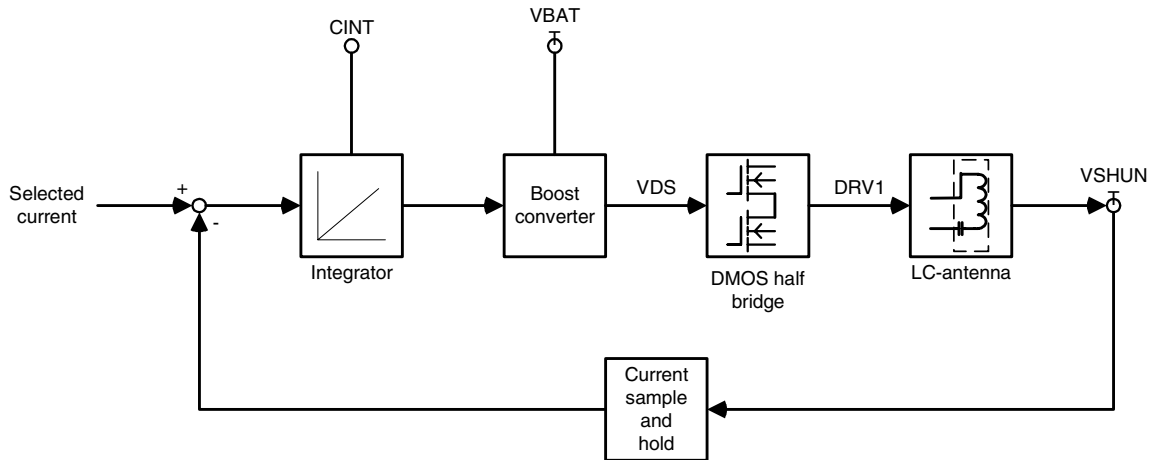 CINT
VBAT
Selected
current
+
-
Integrator
Boost
converter
VDS
DMOS half
bridge
DRV1
LC-antenna
VSHUN
Current
sample
and
hold